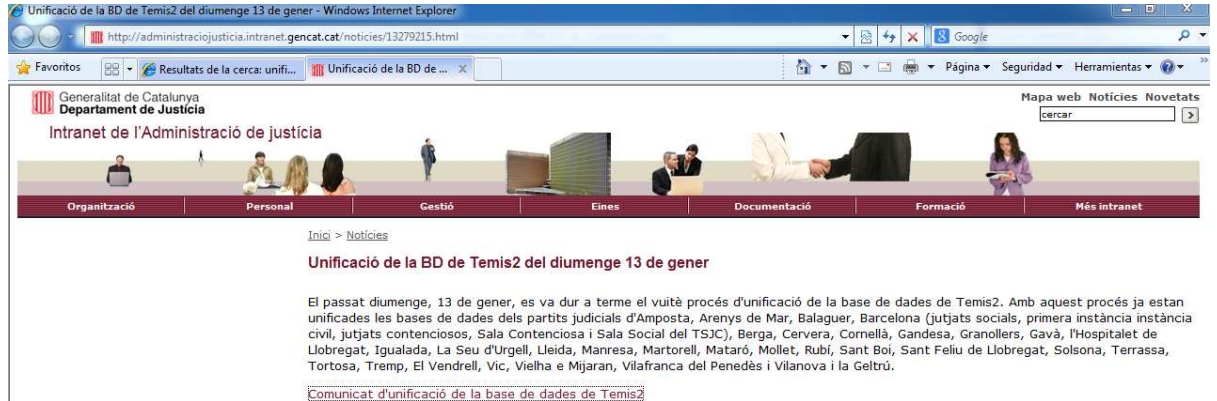 Unificació de la BD de Temis2 del diumenge 13 de gener - Windows Internet Explorer
http://administraciojusticia.intranet.gencat.cat/noticies/13279215.html
Google
Favoritos
Resultats de la cerca: unifi...
Unificació de la BD de ...
Página
Seguridad
Herramientas
Generalitat de Catalunya
Departament de Justícia
Mapa web Notícies Novetats
cercar
Intranet de l'Administració de justícia
Organització Personal Gestió Eines Documentació Formació Més intranet
Inici > Notícies
Unificació de la BD de Temis2 del diumenge 13 de gener
El passat diumenge, 13 de gener, es va dur a terme el vuitè procés d'unificació de la base de dades de Temis2. Amb aquest procés ja estan
unificades les bases de dades dels partits judicials d'Amposta, Arenys de Mar, Balaguer, Barcelona (jutjats socials, primera instància instància
civil, jutjats contenciosos, Sala Contenciosa i Sala Social del TSJC), Berga, Cervera, Cornellà, Gandesa, Granollers, Gavà, l'Hospitalet de
Llobregat, Igualada, La Seu d'Urgell, Lleida, Manresa, Martorell, Mataró, Mollet, Rubí, Sant Boi, Sant Feliu de Llobregat, Solsona, Terrassa,
Tortosa, Tremp, El Vendrell, Vic, Vielha e Mijaran, Vilafranca del Penedès i Vilanova i la Geltrú.
Comunicat d'unificació de la base de dades de Temis2